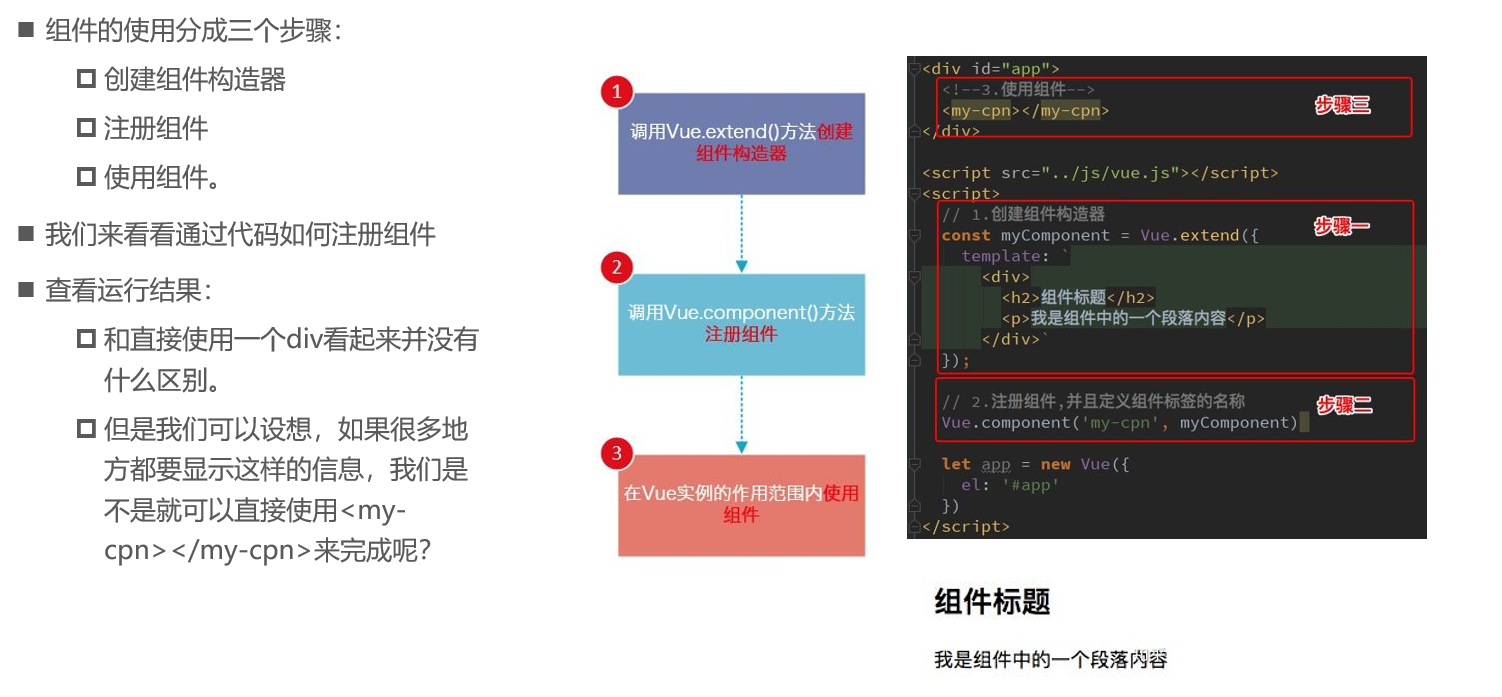 ■ 组件的使用分成三个步骤：
创建组件构造器
注册组件
使用组件。
■ 我们来看看通过代码如何注册组件
■ 查看运行结果：
和直接使用一个div看起来并没有
什么区别。
但是我们可以设想，如果很多地
方都要显示这样的信息，我们是
不是就可以直接使用<my-
cpn></my-cpn>来完成呢？
1
调用Vue.extend()方法创建
组件构造器
2
调用Vue.component()方法
注册组件
3
在Vue实例的作用范围内使用
组件
<div id="app">
<!--3.使用组件-->
步骤三
<my-cpn></my-cpn>
</div>
<script src="../js/vue.js"></script>
<script>
// 1.创建组件构造器
步骤一
const myComponent = Vue.extend({
template: `
<div>
<h2>组件标题</h2>
<p>我是组件中的一个段落内容</p>
</div>`
});
// 2.注册组件,并且定义组件标签的名称
步骤二
Vue.component('my-cpn', myComponent)
let app = new Vue({
el: '#app'
})
</script>
组件标题
我是组件中的一个段落内容